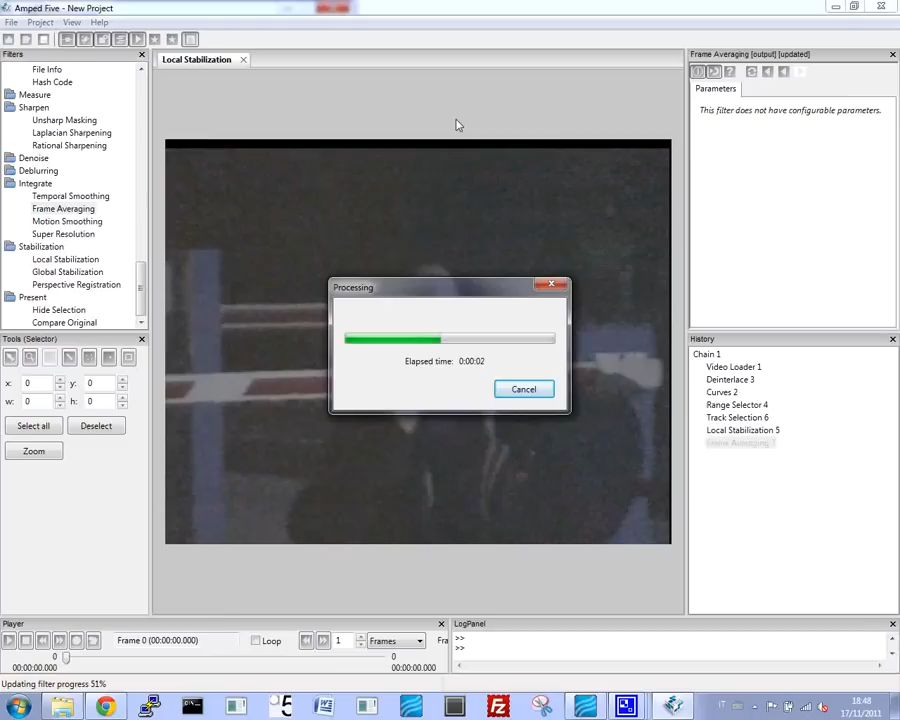 Amped Five - New Project
File Project View Help
Filters
File Info
Hash Code
Measure
Sharpen
Unsharp Masking
Laplacian Sharpening
Rational Sharpening
Denoise
Deblurring
Integrate
Temporal Smoothing
Frame Averaging
Motion Smoothing
Super Resolution
Stabilization
Local Stabilization
Global Stabilization
Perspective Registration
Present
Hide Selection
Compare Original
Tools (Selector)
x: 0 y: 0
w: 0 h: 0
Select all Deselect
Zoom
Local Stabilization
Processing
Elapsed time: 0:00:02
Cancel
Frame Averaging [output] [updated]
Parameters
This filter does not have configurable parameters.
History
Chain 1
Video Loader 1
Deinterlace 3
Curves 2
Range Selector 4
Track Selection 6
Local Stabilization 5
Frame Averaging 7
Player
Frame 0 (00:00:00.000) Loop 1 Frames Fra
0 0
00:00:00.000 00:00:00.000
LogPanel
>>
>>
Updating filter progress 51%
IT
18:48
17/11/2011